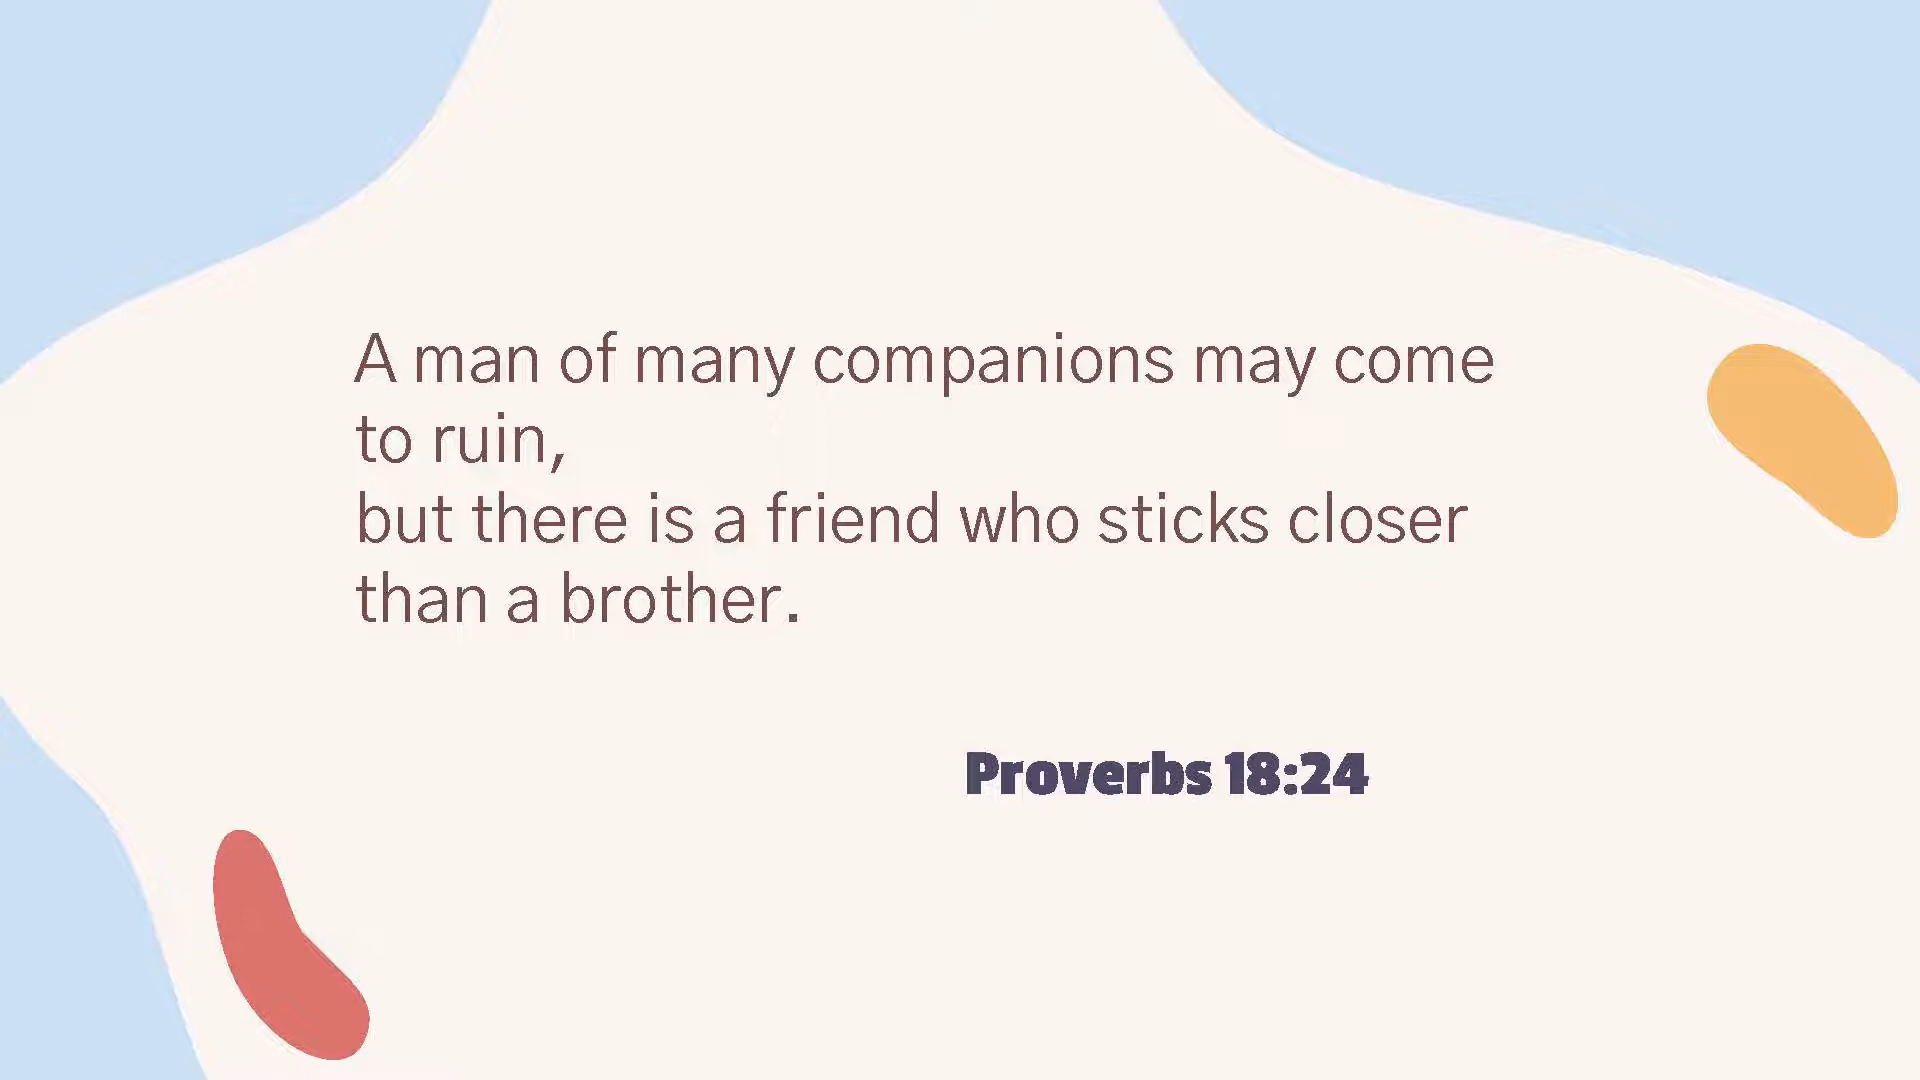 A man of many companions may come
to ruin,
but there is a friend who sticks closer
than a brother.
Proverbs 18:24